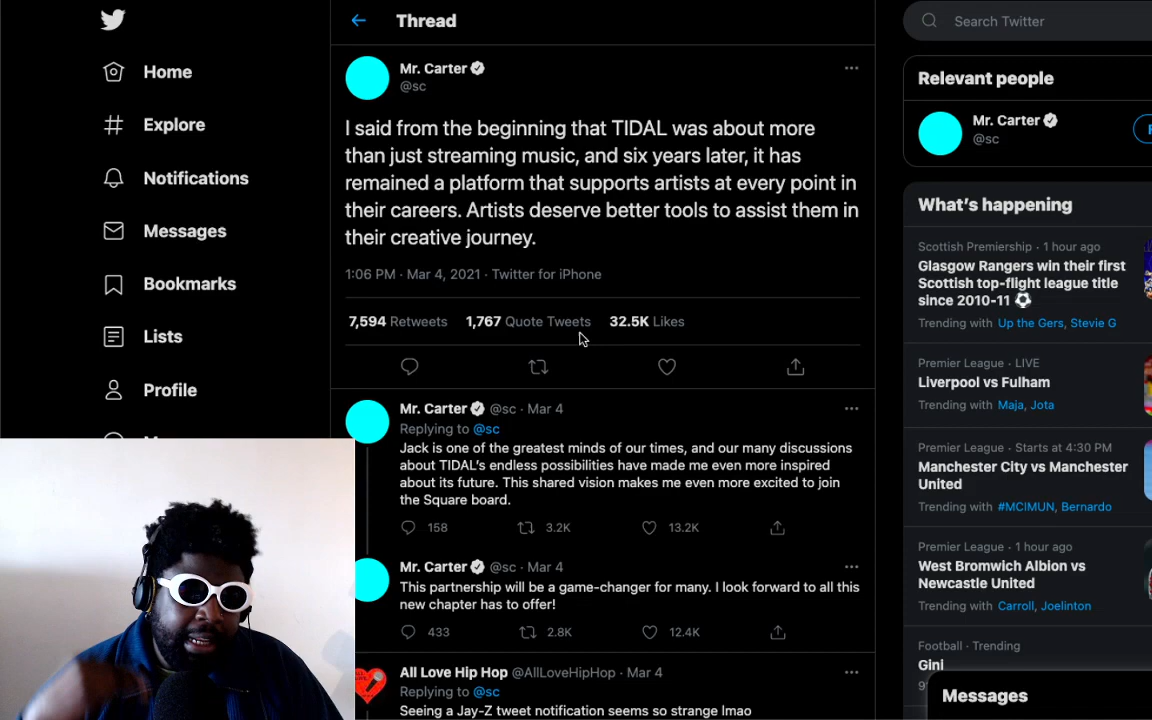 Home
Explore
Notifications
Messages
Bookmarks
Lists
Profile
Thread
Mr. Carter
@sc
I said from the beginning that TIDAL was about more
than just streaming music, and six years later, it has
remained a platform that supports artists at every point in
their careers. Artists deserve better tools to assist them in
their creative journey.
1:06 PM · Mar 4, 2021 · Twitter for iPhone
7,594 Retweets 1,767 Quote Tweets 32.5K Likes
Mr. Carter @sc · Mar 4
Replying to @sc
Jack is one of the greatest minds of our times, and our many discussions
about TIDAL's endless possibilities have made me even more inspired
about its future. This shared vision makes me even more excited to join
the Square board.
158 3.2K 13.2K
Mr. Carter @sc · Mar 4
This partnership will be a game-changer for many. I look forward to all this
new chapter has to offer!
433 2.8K 12.4K
All Love Hip Hop @AllLoveHipHop · Mar 4
Replying to @sc
Seeing a Jay-Z tweet notification seems so strange lmao
Search Twitter
Relevant people
Mr. Carter
@sc
What's happening
Scottish Premiership · 1 hour ago
Glasgow Rangers win their first
Scottish top-flight league title
since 2010-11 ⚽
Trending with Up the Gers, Stevie G
Premier League · LIVE
Liverpool vs Fulham
Trending with Maja, Jota
Premier League · Starts at 4:30 PM
Manchester City vs Manchester
United
Trending with #MCIMUN, Bernardo
Premier League · 1 hour ago
West Bromwich Albion vs
Newcastle United
Trending with Carroll, Joelinton
Football · Trending
Gini
Messages